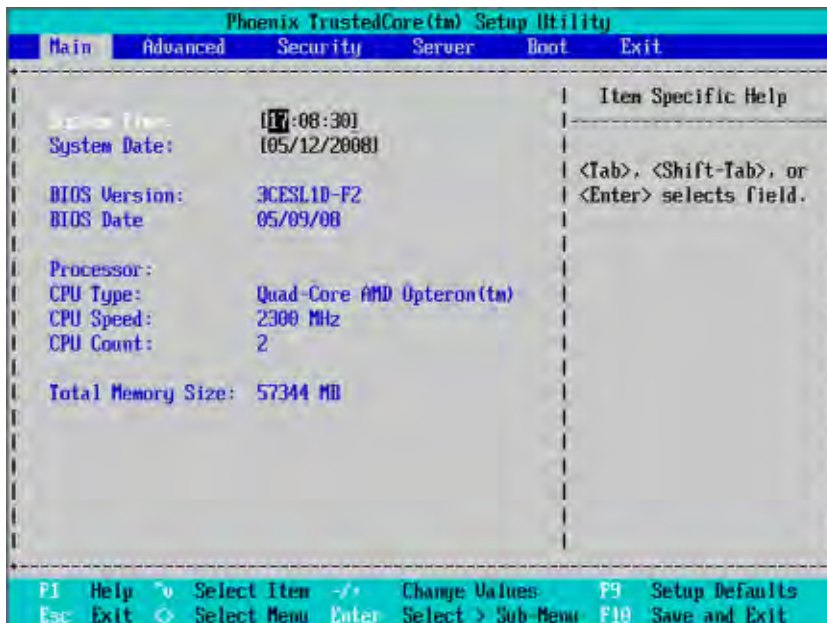 Phoenix TrustedCore(tm) Setup Utility
Main Advanced Security Server Boot Exit
System Time: [17:08:30]
System Date: [05/12/2008]
BIOS Version: 3CESL1D-F2
BIOS Date 05/09/08
Processor:
CPU Type: Quad-Core AMD Opteron(tm)
CPU Speed: 2300 MHz
CPU Count: 2
Total Memory Size: 57344 MB
Item Specific Help
<Tab>, <Shift-Tab>, or
<Enter> selects field.
F1 Help ^v Select Item -/+ Change Values F9 Setup Defaults
Esc Exit <> Select Menu Enter Select > Sub-Menu F10 Save and Exit